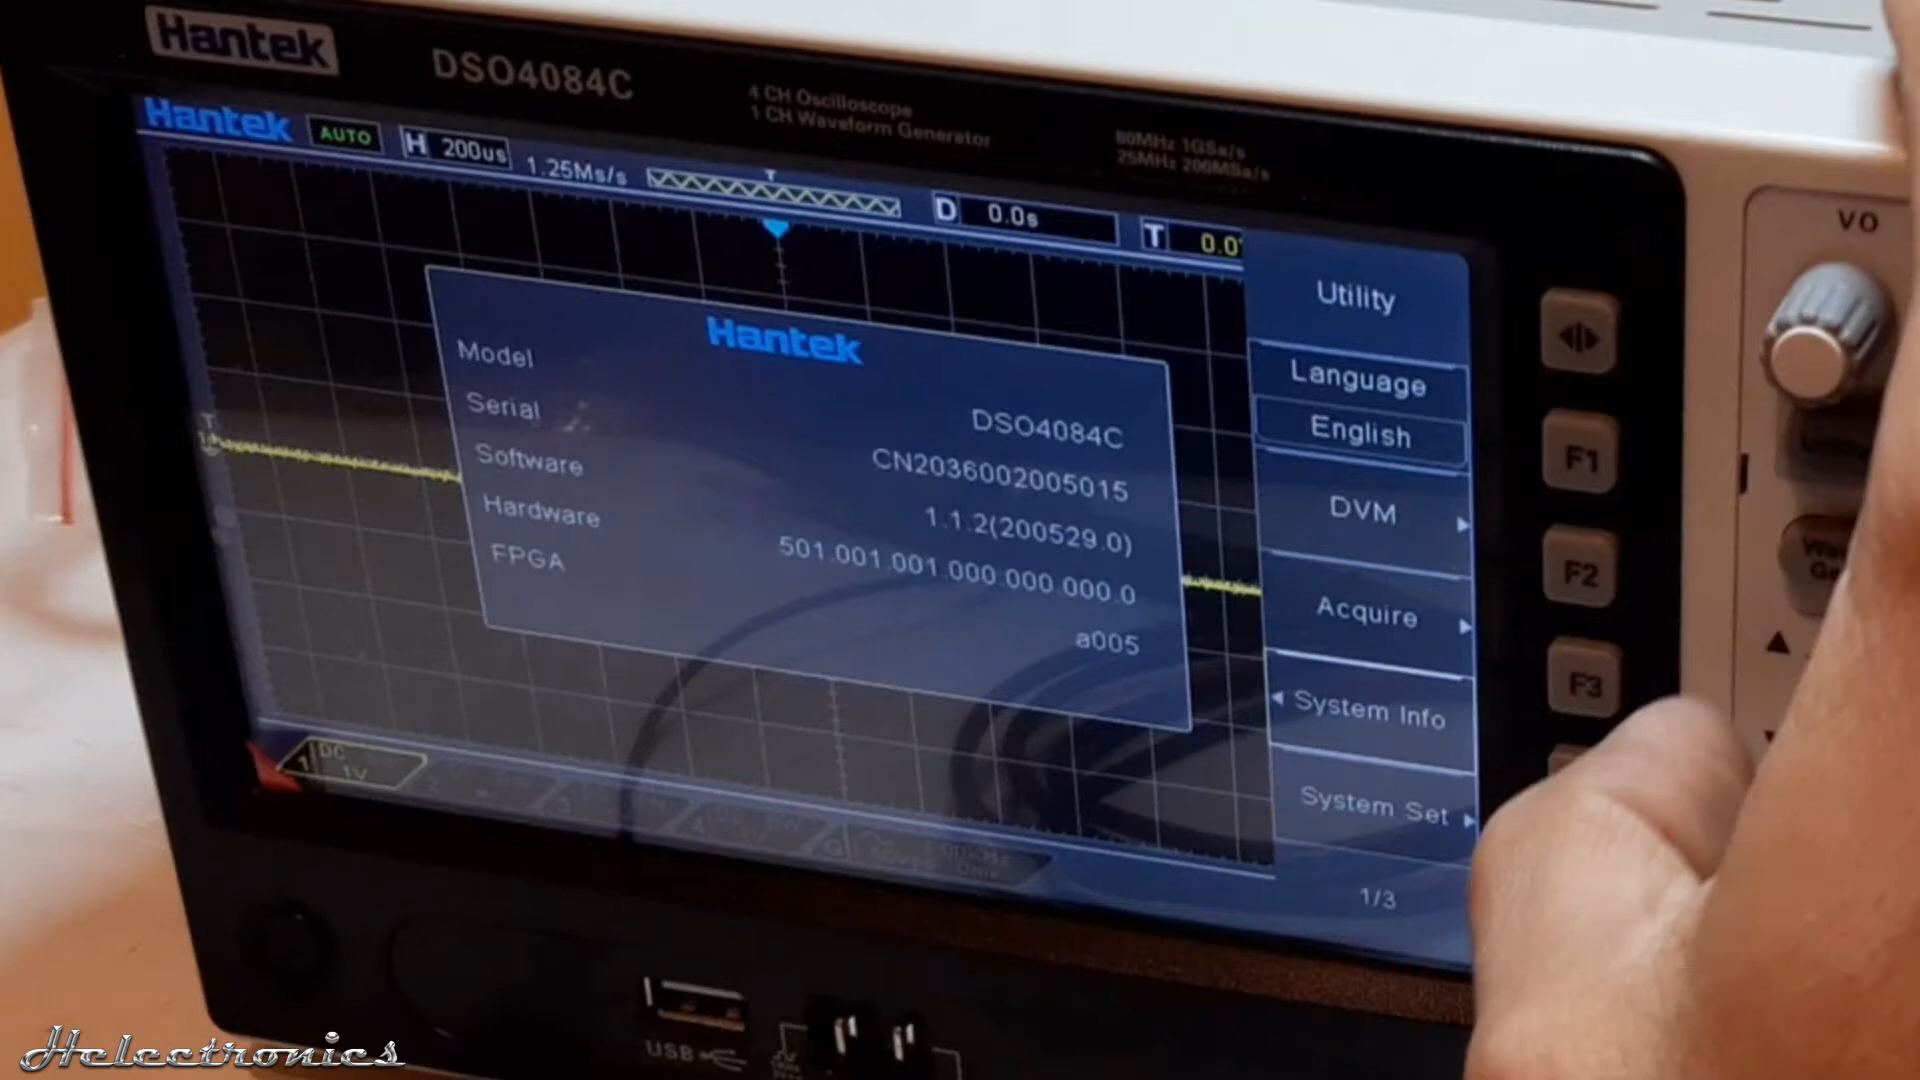 Hantek
DSO4084C
4 CH Oscilloscope
1 CH Waveform Generator
80MHz 1GSa/s
25MHz 200MSa/s
Hantek AUTO H 200us 1.25Ms/s D 0.0s T 0.0
Hantek
Model DSO4084C
Serial CN2036002005015
Software 1.1.2(200529.0)
Hardware 501.001.001.000.000.000.0
FPGA a005
Utility
Language
English
DVM
Acquire
System Info
System Set
1/3
1 DC
1V
VO
F1
F2
F3
USB
Helectronics